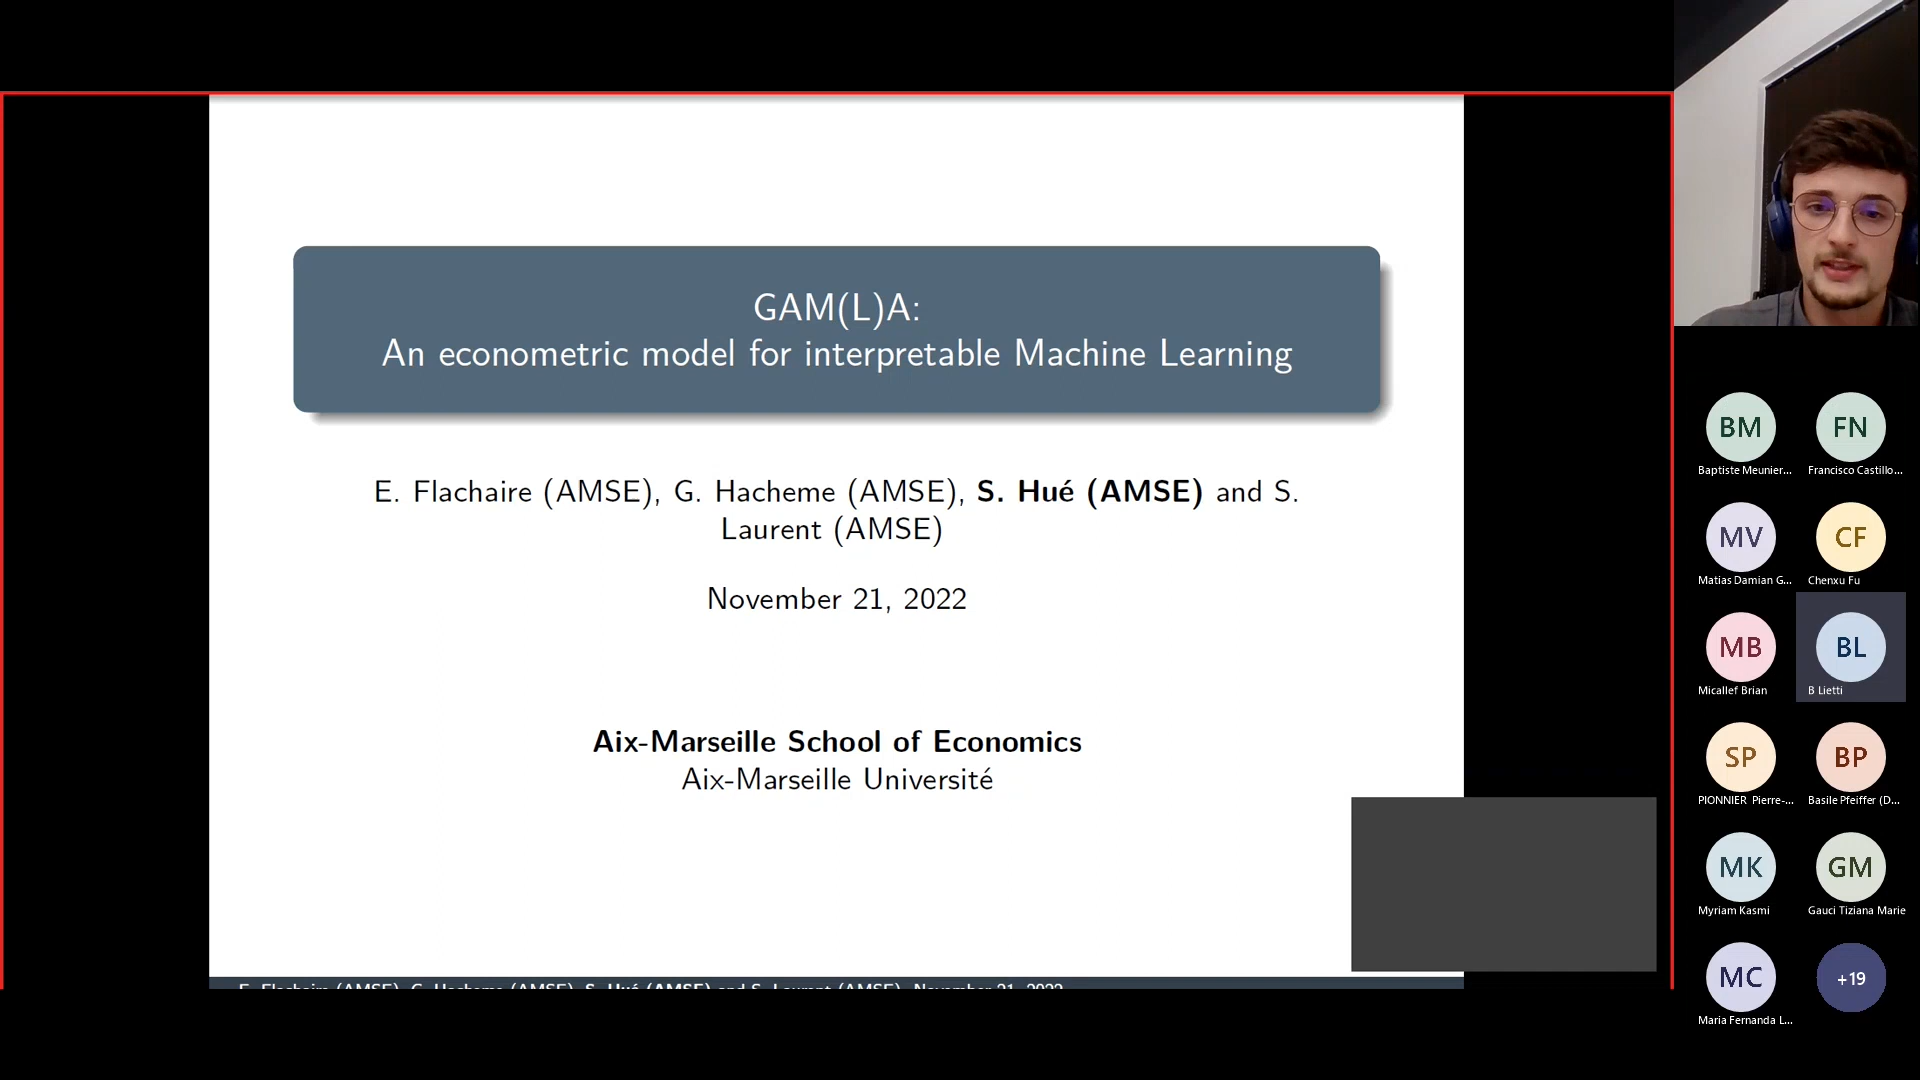 GAM(L)A:
An econometric model for interpretable Machine Learning
E. Flachaire (AMSE), G. Hacheme (AMSE), S. Hué (AMSE) and S.
Laurent (AMSE)
November 21, 2022
Aix-Marseille School of Economics
Aix-Marseille Université
E. Flachaire (AMSE), G. Hacheme (AMSE), S. Hué (AMSE) and S. Laurent (AMSE) November 21, 2022
BM
FN
Baptiste Meunier...
Francisco Castillo...
MV
CF
Matias Damian G...
Chenxu Fu
MB
BL
Micallef Brian
B Lietti
SP
BP
PIONNIER Pierre-...
Basile Pfeiffer (D...
MK
GM
Myriam Kasmi
Gauci Tiziana Marie
MC
+19
Maria Fernanda L...